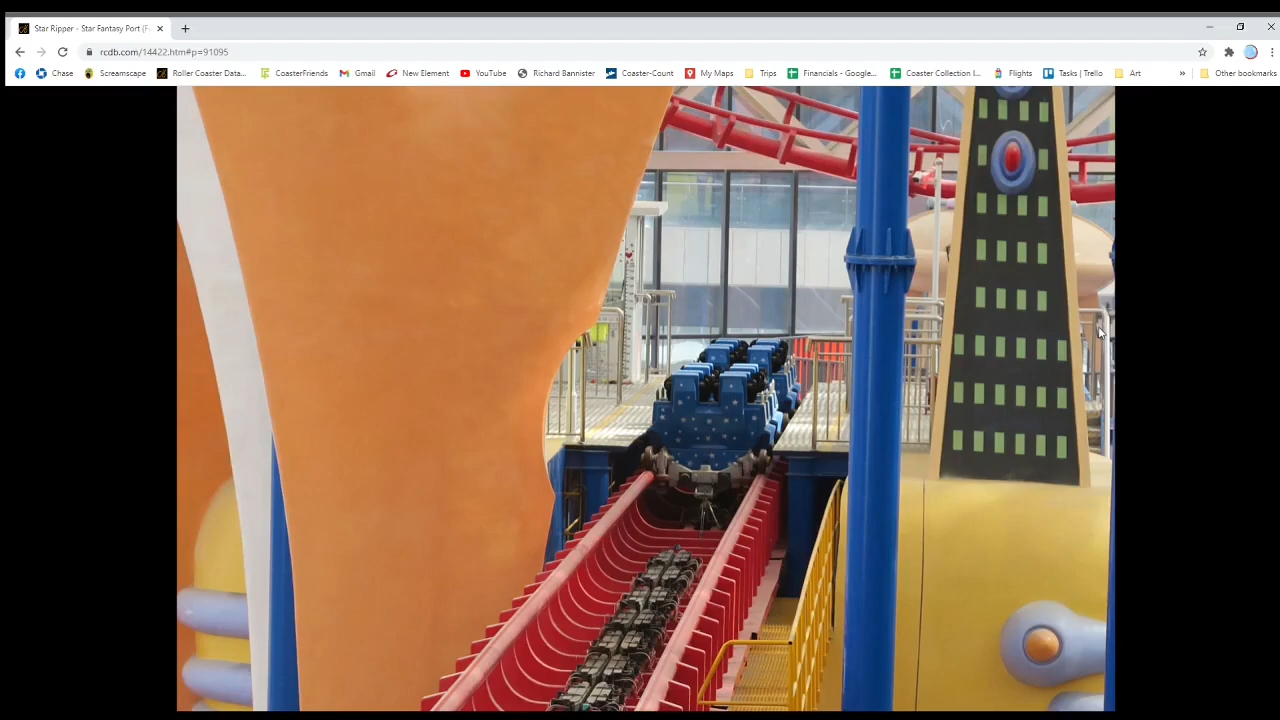 Star Ripper - Star Fantasy Port (F
rcdb.com/14422.htm#p=91095
Chase Screamscape Roller Coaster Data... CoasterFriends Gmail New Element YouTube Richard Bannister Coaster-Count My Maps Trips Financials - Google... Coaster Collection I... Flights Tasks | Trello Art » Other bookmarks